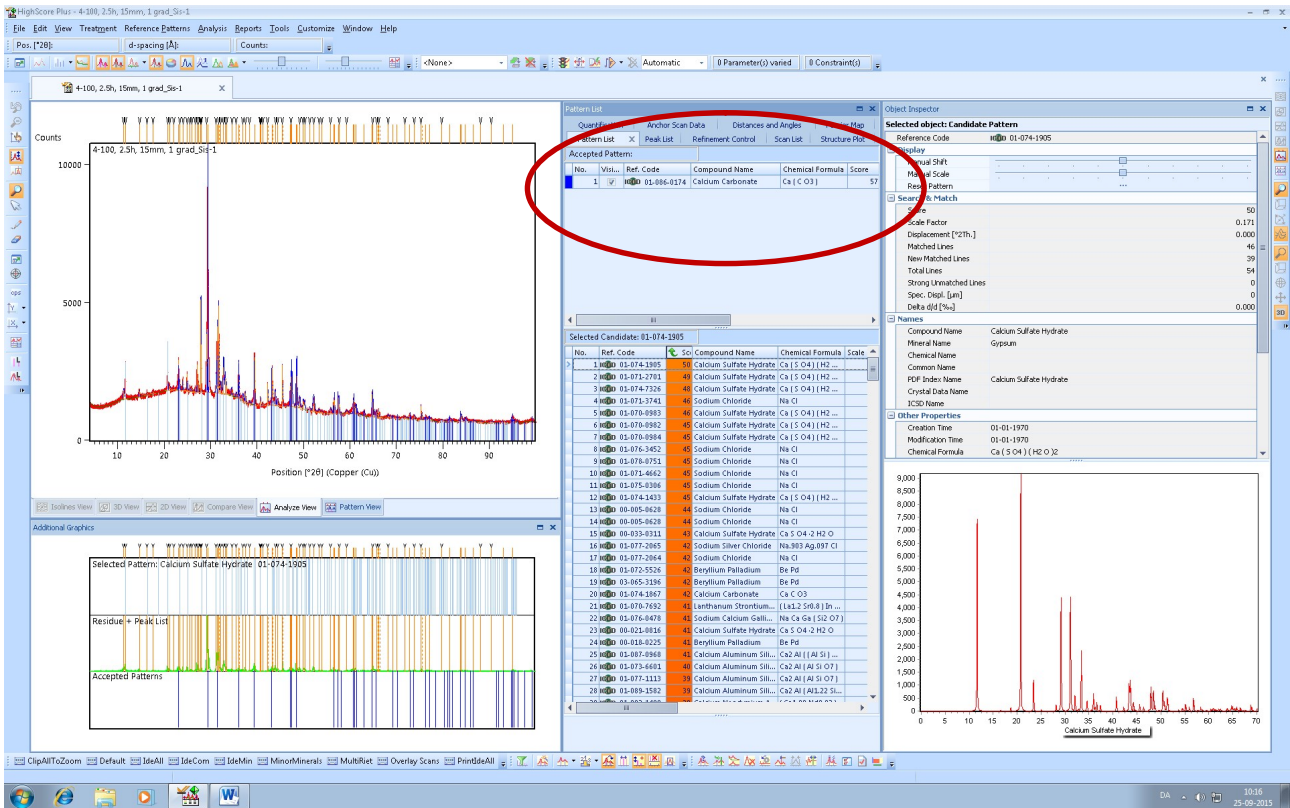 HighScore Plus - 4-100, 2.5h, 15mm, 1 grad_Sis-1
File Edit View Treatment Reference Patterns Analysis Reports Tools Customize Window Help
Pos. [°2θ]: d-spacing [Å]: Counts:
<None> Automatic 0 Parameter(s) varied 0 Constraint(s)
4-100, 2.5h, 15mm, 1 grad_Sis-1 X
Counts
4-100, 2.5h, 15mm, 1 grad_Sis-1
10000
5000
0
10 20 30 40 50 60 70 80 90
Position [°2θ] (Copper (Cu))
Isolines View 3D View 2D View Compare View Analyze View Pattern View
Additional Graphics
Selected Pattern: Calcium Sulfate Hydrate 01-074-1905
Residue + Peak List
Accepted Patterns
Pattern List
Anchor Scan Data Distances and Angles Map
Pattern List X Peak List Refinement Control Scan List Structure Plot
Accepted Pattern:
No. Visi... Ref. Code Compound Name Chemical Formula Score
1 01-086-0174 Calcium Carbonate Ca ( C O3 ) 57
Selected Candidate: 01-074-1905
No. Ref. Code Sc Compound Name Chemical Formula Scale
1 01-074-1905 50 Calcium Sulfate Hydrate Ca ( S O4 ) ( H2 ...
2 01-071-2701 49 Calcium Sulfate Hydrate Ca ( S O4 ) ( H2 ...
3 01-074-7326 48 Calcium Sulfate Hydrate Ca ( S O4 ) ( H2 ...
4 01-071-3741 46 Sodium Chloride Na Cl
5 01-070-0983 46 Calcium Sulfate Hydrate Ca ( S O4 ) ( H2 ...
6 01-070-0982 45 Calcium Sulfate Hydrate Ca ( S O4 ) ( H2 ...
7 01-070-0984 45 Calcium Sulfate Hydrate Ca ( S O4 ) ( H2 ...
8 01-076-3452 45 Sodium Chloride Na Cl
9 01-078-0751 45 Sodium Chloride Na Cl
10 01-071-4662 45 Sodium Chloride Na Cl
11 01-075-0306 45 Sodium Chloride Na Cl
12 01-074-1433 45 Calcium Sulfate Hydrate Ca ( S O4 ) ( H2 ...
13 00-005-0628 44 Sodium Chloride Na Cl
14 00-005-0628 44 Sodium Chloride Na Cl
15 00-033-0311 43 Calcium Sulfate Hydrate Ca S O4 ·2 H2 O
16 01-077-2065 42 Sodium Silver Chloride Na.903 Ag.097 Cl
17 01-077-2064 42 Sodium Chloride Na Cl
18 01-072-5526 42 Beryllium Palladium Be Pd
19 03-065-3196 42 Beryllium Palladium Be Pd
20 01-074-1867 42 Calcium Carbonate Ca C O3
21 01-070-7692 41 Lanthanum Strontium... ( La1.2 Sr0.8 ) In ...
22 01-076-0478 41 Sodium Calcium Galli... Na Ca Ga ( Si2 O7 )
23 00-021-0816 41 Calcium Sulfate Hydrate Ca S O4 ·2 H2 O
24 00-018-0225 41 Beryllium Palladium Be Pd
25 01-087-0968 41 Calcium Aluminum Sili... Ca2 Al ( ( Al Si ) ...
26 01-073-6601 40 Calcium Aluminum Sili... Ca2 Al ( Al Si O7 )
27 01-077-1113 39 Calcium Aluminum Sili... Ca2 Al ( Al Si O7 )
28 01-089-1582 39 Calcium Aluminum Sili... Ca2 Al ( Al1.22 Si...
Object Inspector
Selected object: Candidate Pattern
Reference Code 01-074-1905
Display
Manual Shift
Manual Scale
Reset Pattern ...
Search & Match
Score 50
Scale Factor 0.171
Displacement [°2Th.] 0.000
Matched Lines 46
New Matched Lines 39
Total Lines 54
Strong Unmatched Lines 0
Spec. Displ. [µm] 0
Delta d/d [‰] 0.000
Names
Compound Name Calcium Sulfate Hydrate
Mineral Name Gypsum
Chemical Name
Common Name
PDF Index Name Calcium Sulfate Hydrate
Crystal Data Name
ICSD Name
Other Properties
Creation Time 01-01-1970
Modification Time 01-01-1970
Chemical Formula Ca ( S O4 ) ( H2 O )2
9,000
8,500
8,000
7,500
7,000
6,500
6,000
5,500
5,000
4,500
4,000
3,500
3,000
2,500
2,000
1,500
1,000
500
0
0 5 10 15 20 25 30 35 40 45 50 55 60 65 70
Calcium Sulfate Hydrate
ClipAllToZoom Default IdeAll IdeCom IdeMin MinorMinerals MultiRiet Overlay Scans PrintIdeAll
DA 10:16
25-09-2015